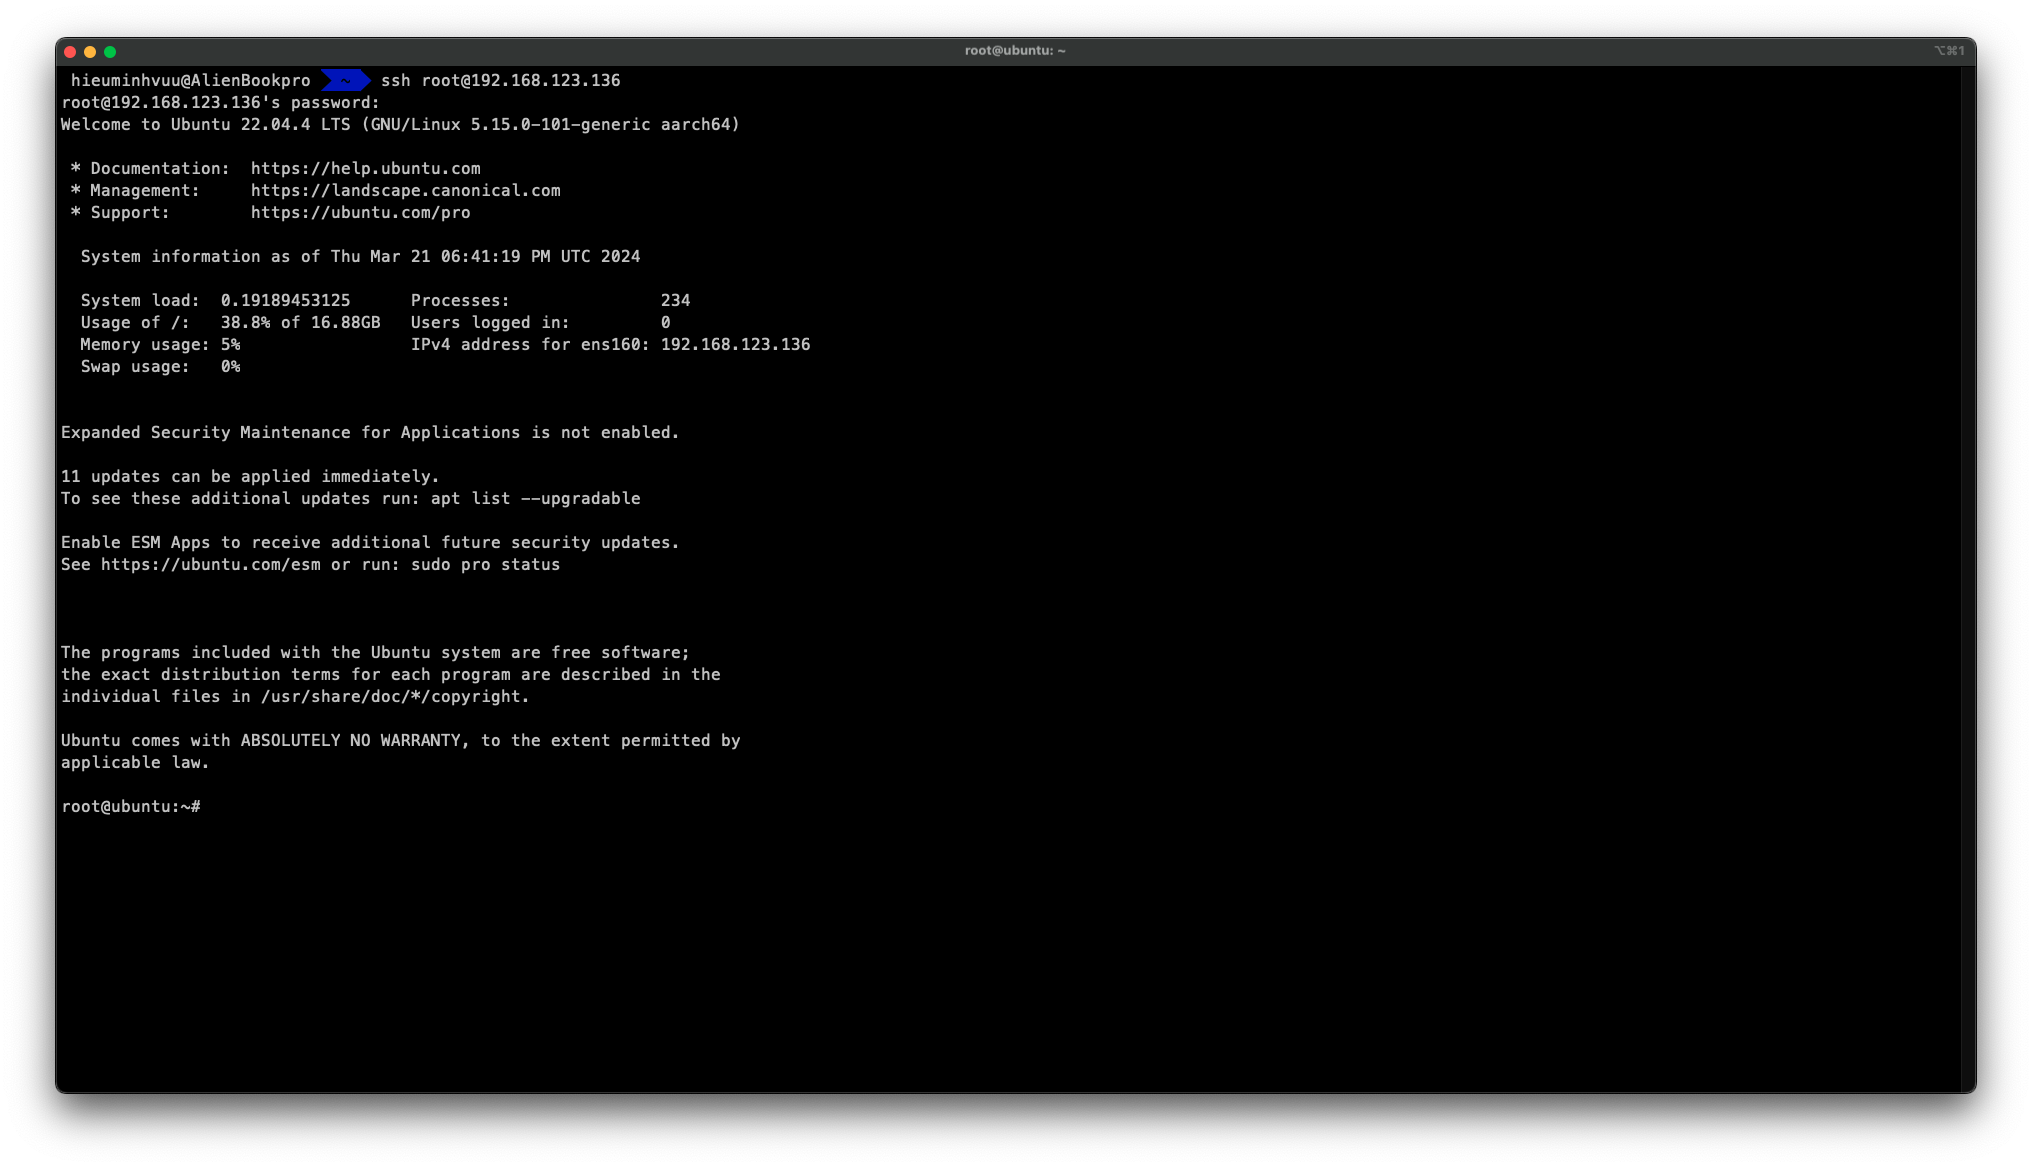 root@ubuntu: ~
⌥⌘1
hieuminhvuu@AlienBookpro ~ ssh root@192.168.123.136
root@192.168.123.136's password:
Welcome to Ubuntu 22.04.4 LTS (GNU/Linux 5.15.0-101-generic aarch64)
* Documentation:  https://help.ubuntu.com
* Management:     https://landscape.canonical.com
* Support:        https://ubuntu.com/pro
System information as of Thu Mar 21 06:41:19 PM UTC 2024
System load:  0.19189453125      Processes:               234
Usage of /:   38.8% of 16.88GB   Users logged in:         0
Memory usage: 5%                 IPv4 address for ens160: 192.168.123.136
Swap usage:   0%
Expanded Security Maintenance for Applications is not enabled.
11 updates can be applied immediately.
To see these additional updates run: apt list --upgradable
Enable ESM Apps to receive additional future security updates.
See https://ubuntu.com/esm or run: sudo pro status
The programs included with the Ubuntu system are free software;
the exact distribution terms for each program are described in the
individual files in /usr/share/doc/*/copyright.
Ubuntu comes with ABSOLUTELY NO WARRANTY, to the extent permitted by
applicable law.
root@ubuntu:~#